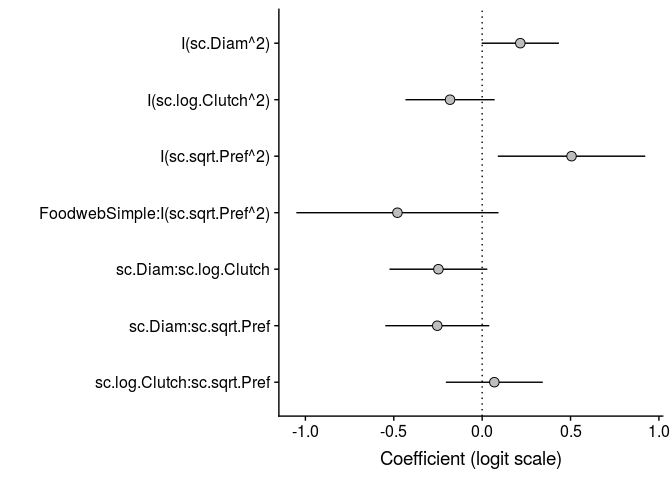 I(sc.Diam^2)
I(sc.log.Clutch^2)
I(sc.sqrt.Pref^2)
FoodwebSimple:I(sc.sqrt.Pref^2)
sc.Diam:sc.log.Clutch
sc.Diam:sc.sqrt.Pref
sc.log.Clutch:sc.sqrt.Pref
-1.0 -0.5 0.0 0.5 1.0
Coefficient (logit scale)